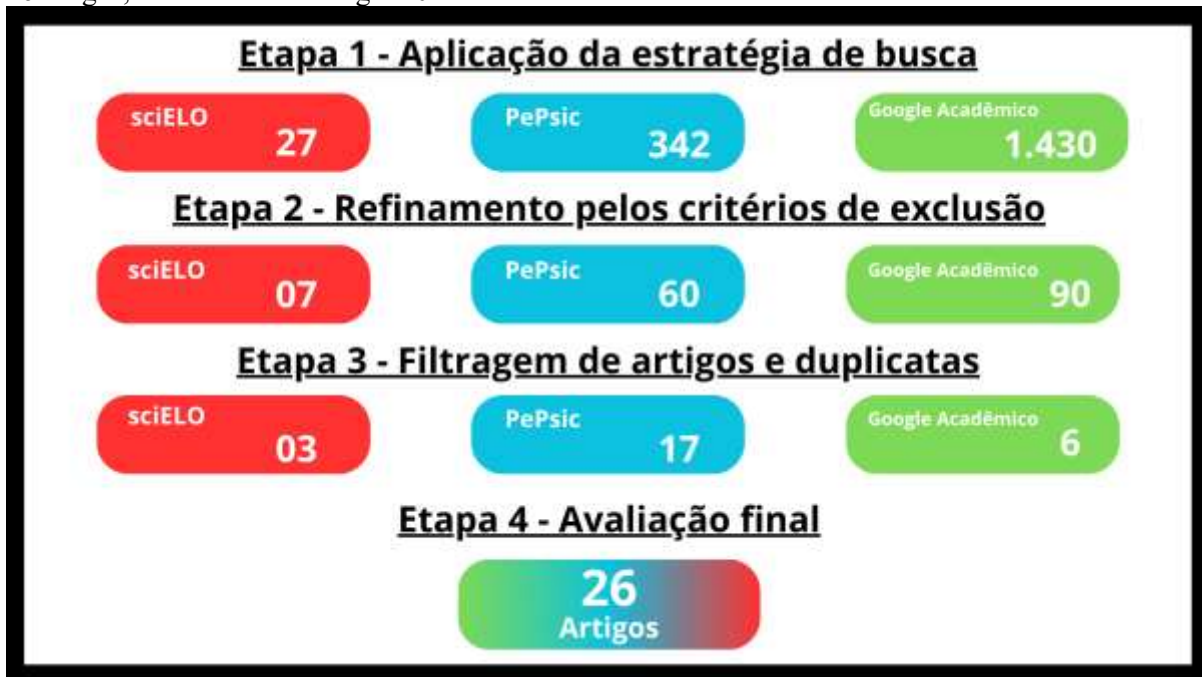 Etapa 1 - Aplicação da estratégia de busca
sciELO
27
PePsic
342
Google Acadêmico
1.430
Etapa 2 - Refinamento pelos critérios de exclusão
sciELO
07
PePsic
60
Google Acadêmico
90
Etapa 3 - Filtragem de artigos e duplicatas
sciELO
03
PePsic
17
Google Acadêmico
6
Etapa 4 - Avaliação final
26
Artigos